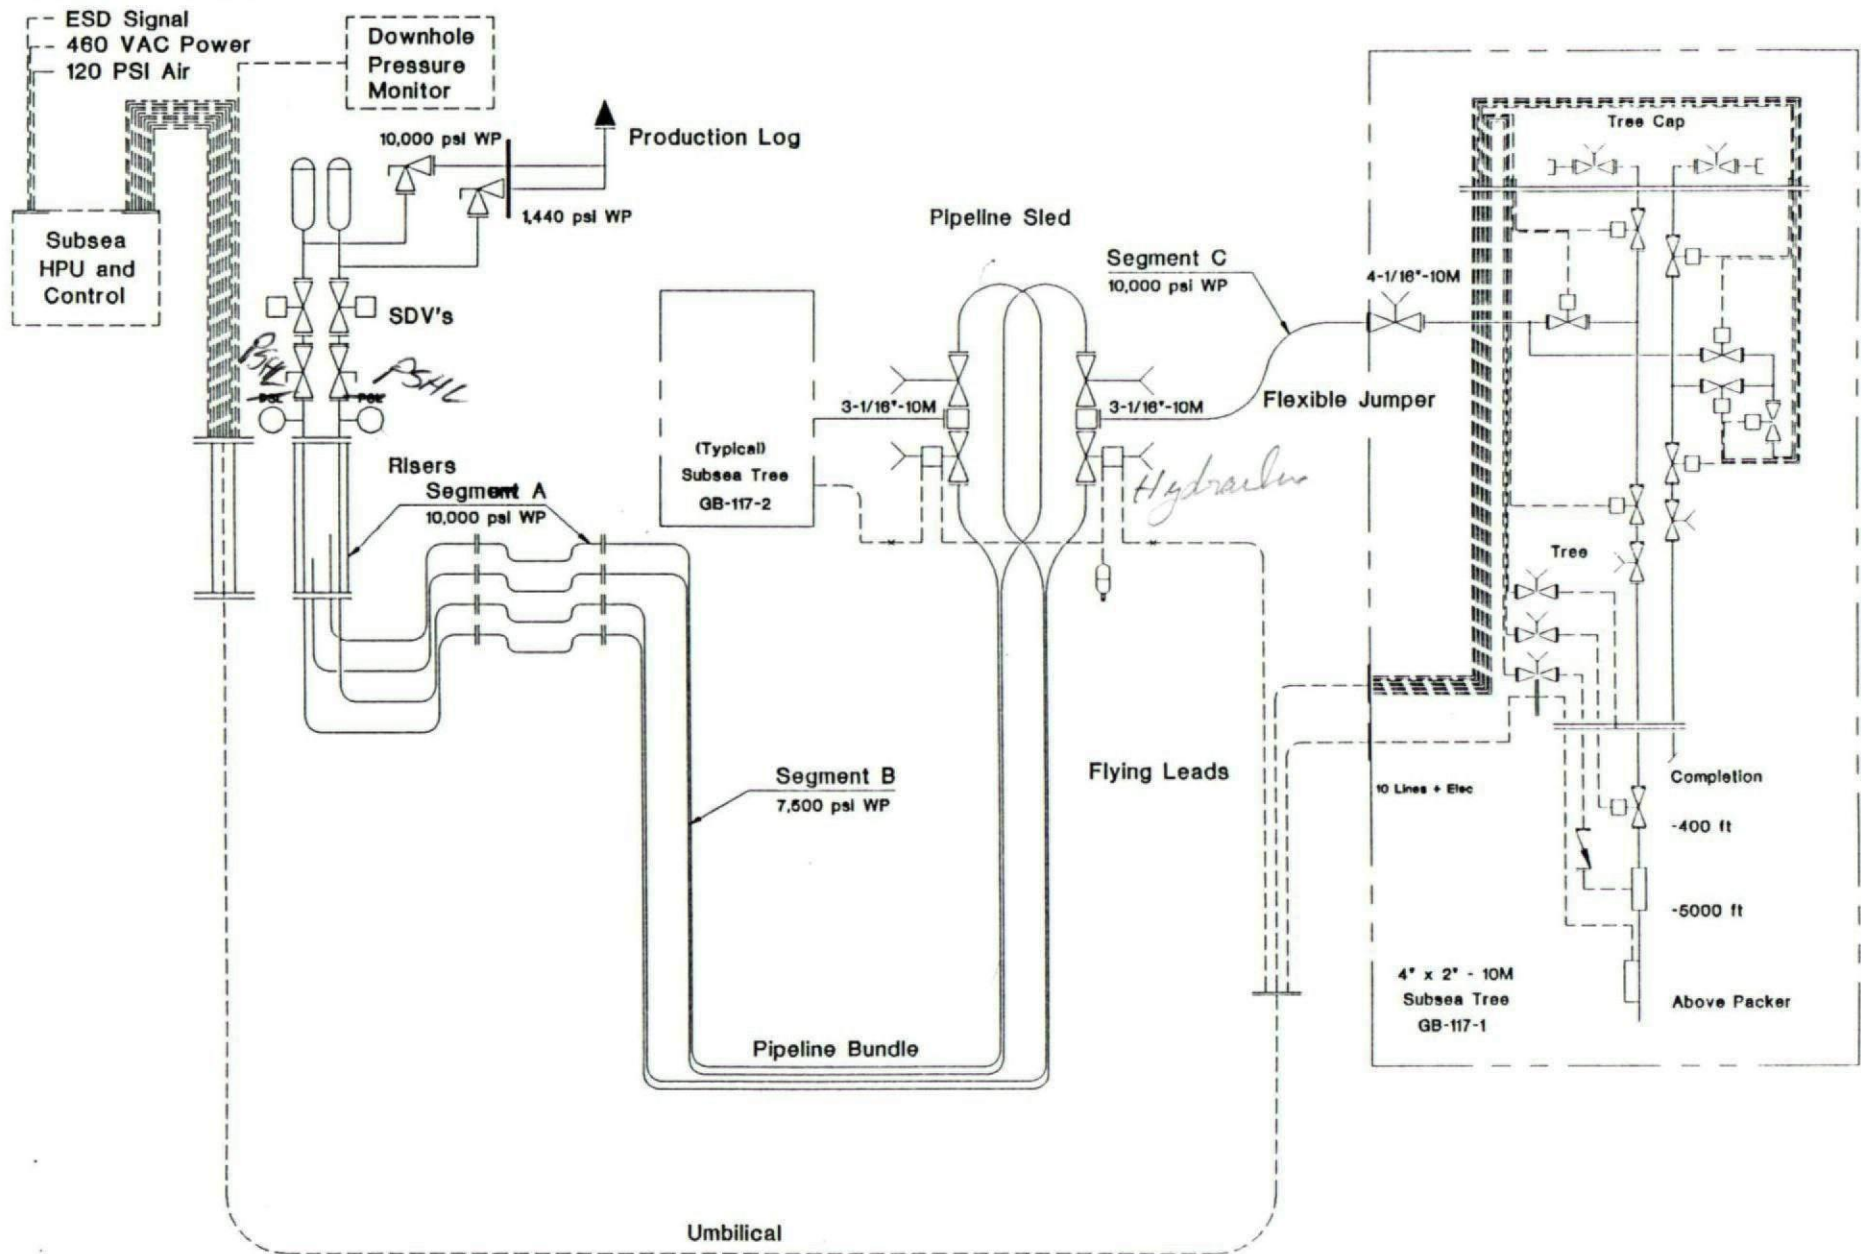 ESD Signal
460 VAC Power
120 PSI Air
Downhole
Pressure
Monitor
Subsea
HPU and
Control
10,000 psi WP
Production Log
1,440 psi WP
SDV's
PSHL
PSHL
PSL
PSL
Risers
Segment A
10,000 psi WP
Pipeline Sled
Segment C
10,000 psi WP
4-1/16"-10M
Tree Cap
3-1/16"-10M
3-1/16"-10M
Flexible Jumper
(Typical)
Subsea Tree
GB-117-2
Tree
Segment B
7,500 psi WP
Flying Leads
10 Lines + Elec
Completion
-400 ft
-5000 ft
4" x 2" - 10M
Subsea Tree
GB-117-1
Above Packer
Pipeline Bundle
Umbilical